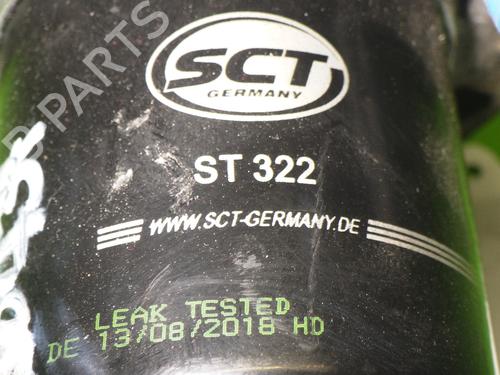 SCT
GERMANY
ST 322
WWW.SCT-GERMANY.DE
LEAK TESTED
DE 13/08/2018 HD
B PARTS